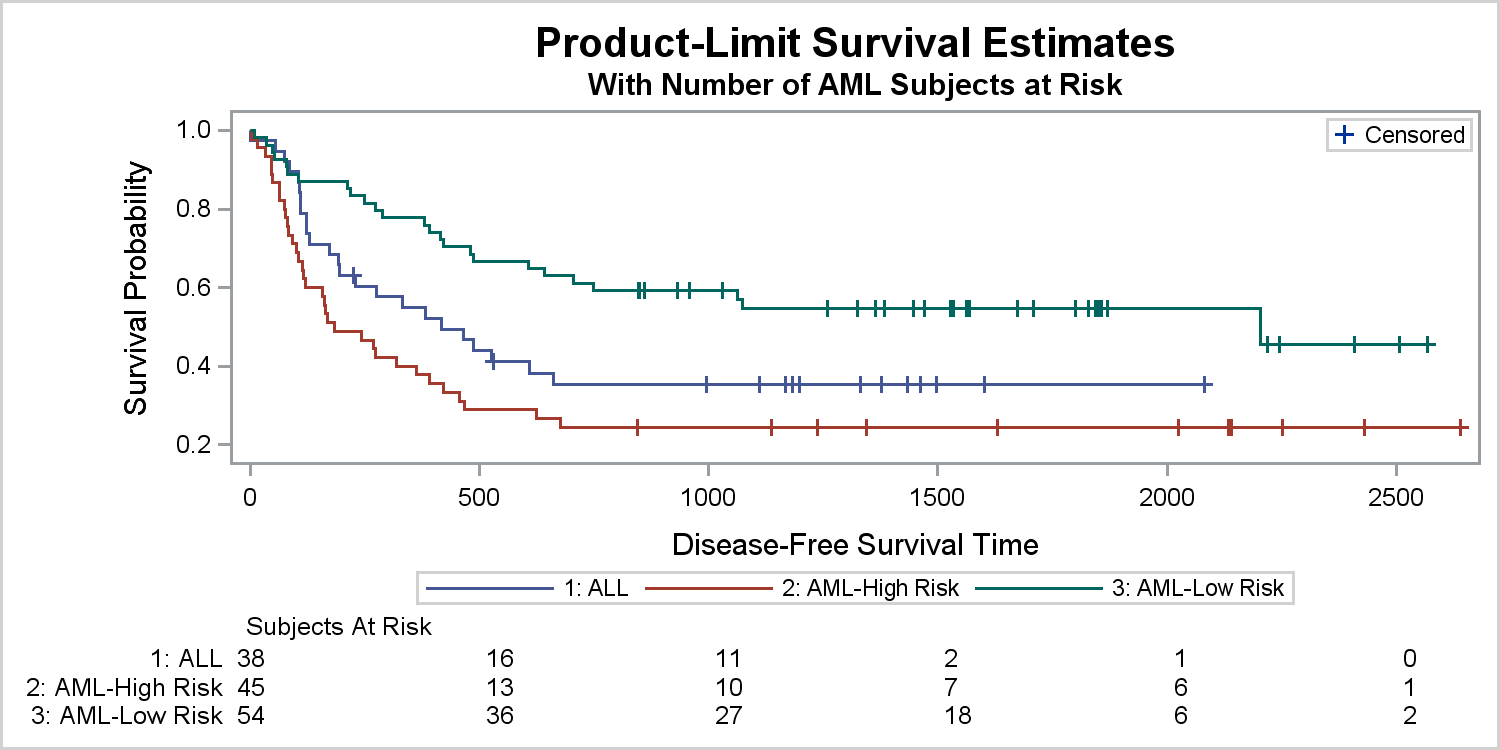 Product-Limit Survival Estimates
With Number of AML Subjects at Risk
Censored
Survival Probability
1.0
0.8
0.6
0.4
0.2
0 500 1000 1500 2000 2500
Disease-Free Survival Time
1: ALL 2: AML-High Risk 3: AML-Low Risk
Subjects At Risk
1: ALL 38 16 11 2 1 0
2: AML-High Risk 45 13 10 7 6 1
3: AML-Low Risk 54 36 27 18 6 2